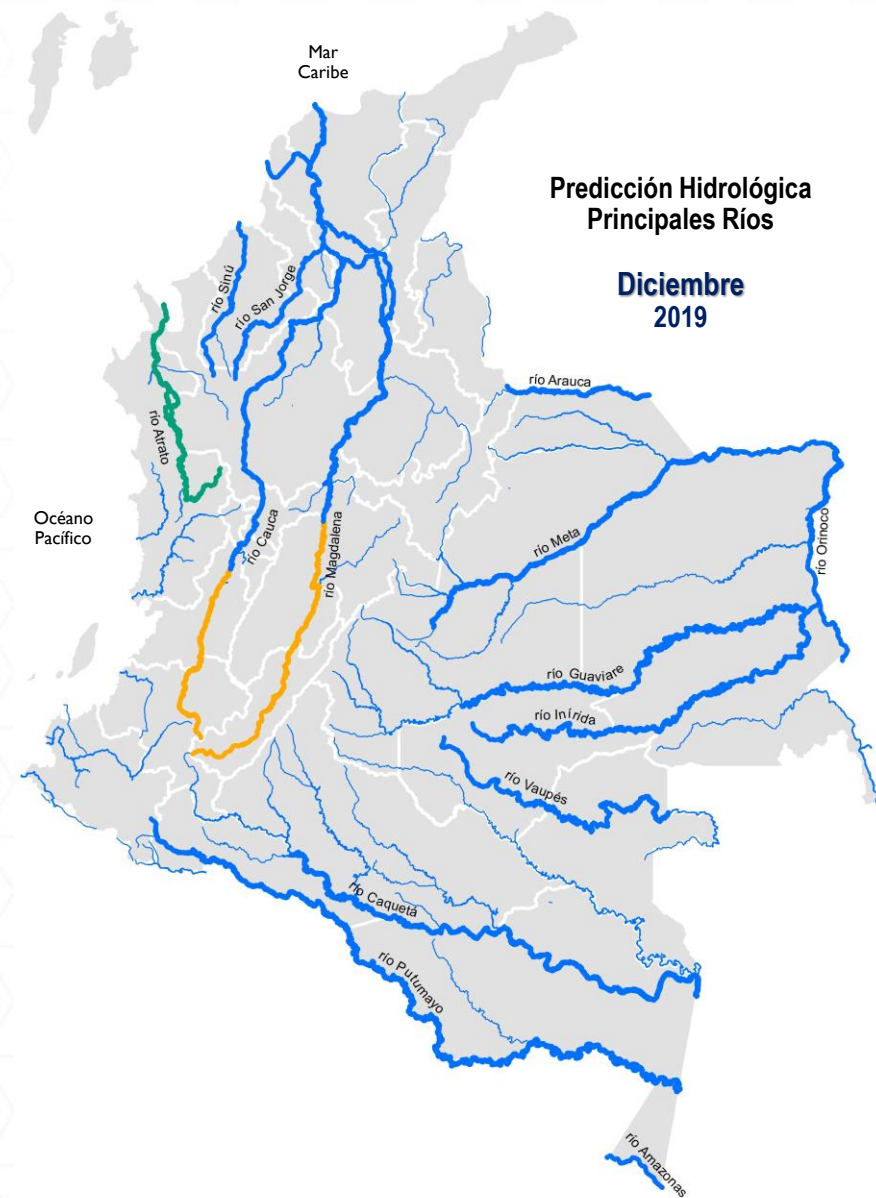 Mar
Caribe
Predicción Hidrológica
Principales Ríos
Diciembre
2019
río Sinú
río San Jorge
río Arauca
río Atrato
Océano
Pacífico
río Cauca
río Magdalena
río Meta
río Orinoco
río Guaviare
río Inírida
río Vaupés
río Caquetá
río Putumayo
río Amazonas